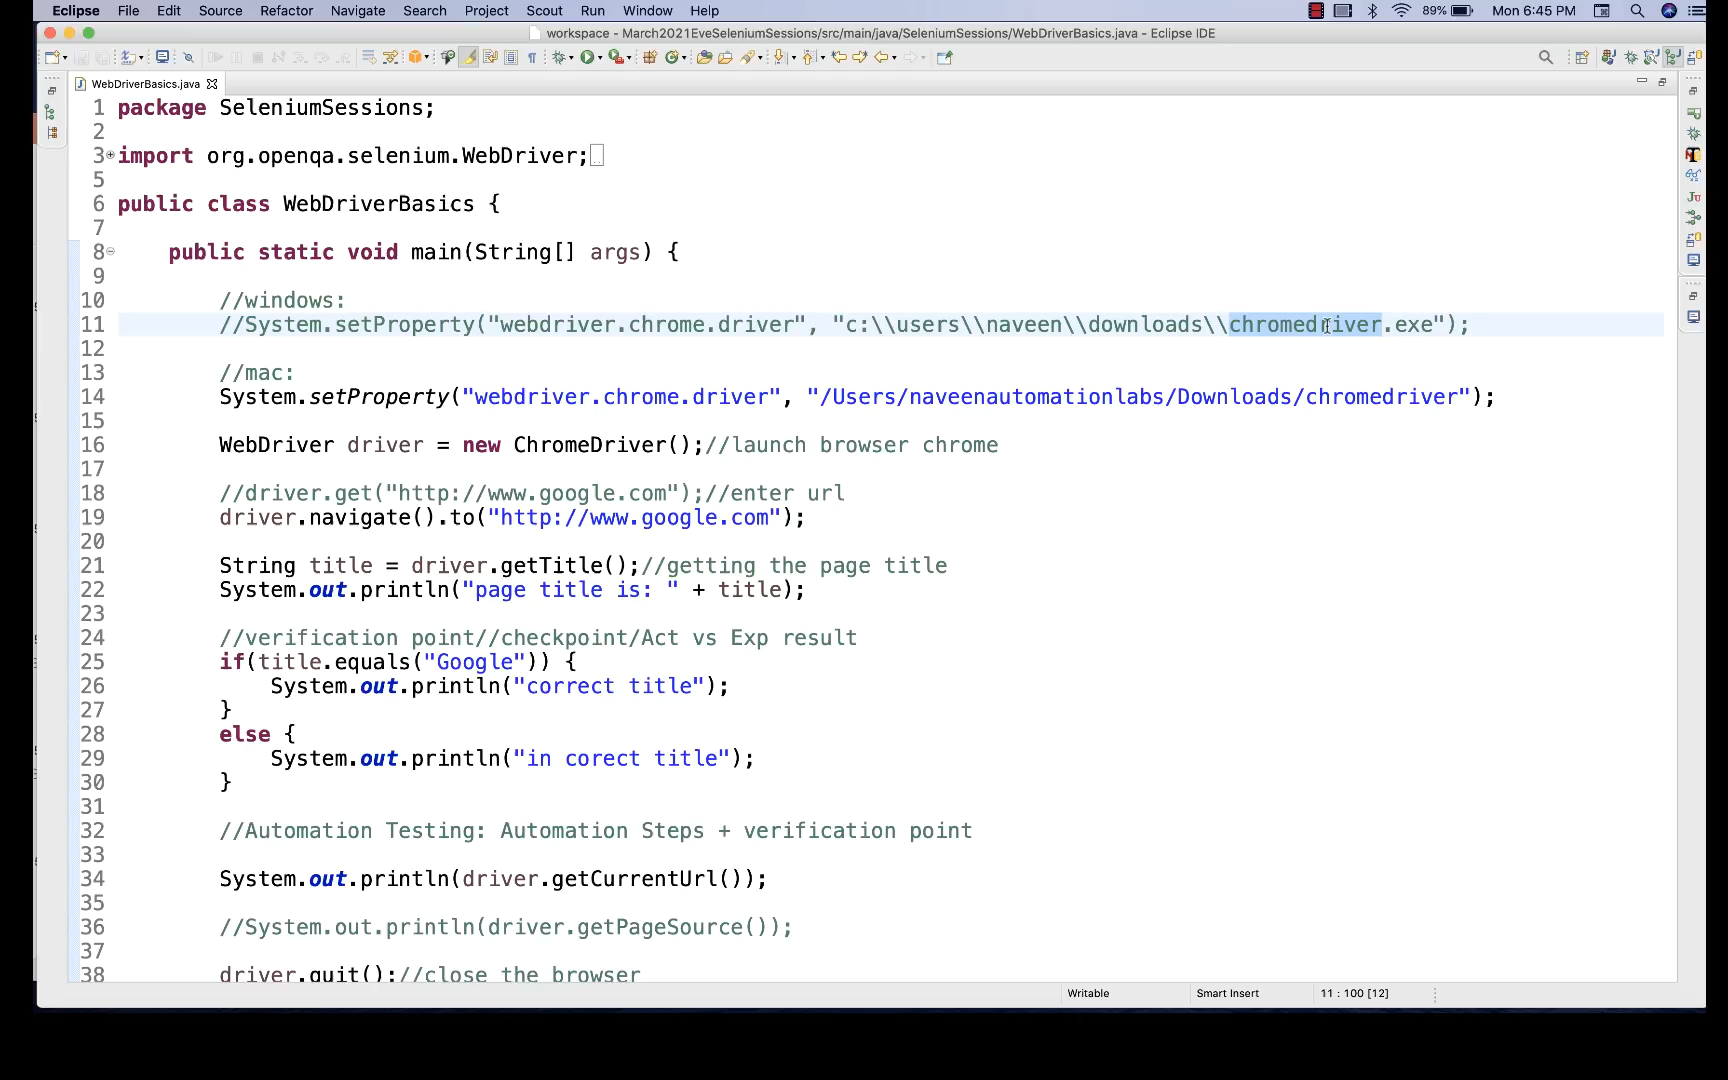 Eclipse File Edit Source Refactor Navigate Search Project Scout Run Window Help 89% Mon 6:45 PM
workspace - March2021EveSeleniumSessions/src/main/java/SeleniumSessions/WebDriverBasics.java - Eclipse IDE
WebDriverBasics.java
1 package SeleniumSessions;
2
3 import org.openqa.selenium.WebDriver;
5
6 public class WebDriverBasics {
7
8 public static void main(String[] args) {
9
10 //windows:
11 //System.setProperty("webdriver.chrome.driver", "c:\\users\\naveen\\downloads\\chromedriver.exe");
12
13 //mac:
14 System.setProperty("webdriver.chrome.driver", "/Users/naveenautomationlabs/Downloads/chromedriver");
15
16 WebDriver driver = new ChromeDriver();//launch browser chrome
17
18 //driver.get("http://www.google.com");//enter url
19 driver.navigate().to("http://www.google.com");
20
21 String title = driver.getTitle();//getting the page title
22 System.out.println("page title is: " + title);
23
24 //verification point//checkpoint/Act vs Exp result
25 if(title.equals("Google")) {
26 System.out.println("correct title");
27 }
28 else {
29 System.out.println("in corect title");
30 }
31
32 //Automation Testing: Automation Steps + verification point
33
34 System.out.println(driver.getCurrentUrl());
35
36 //System.out.println(driver.getPageSource());
37
38 driver.quit();//close the browser
Writable Smart Insert 11 : 100 [12]